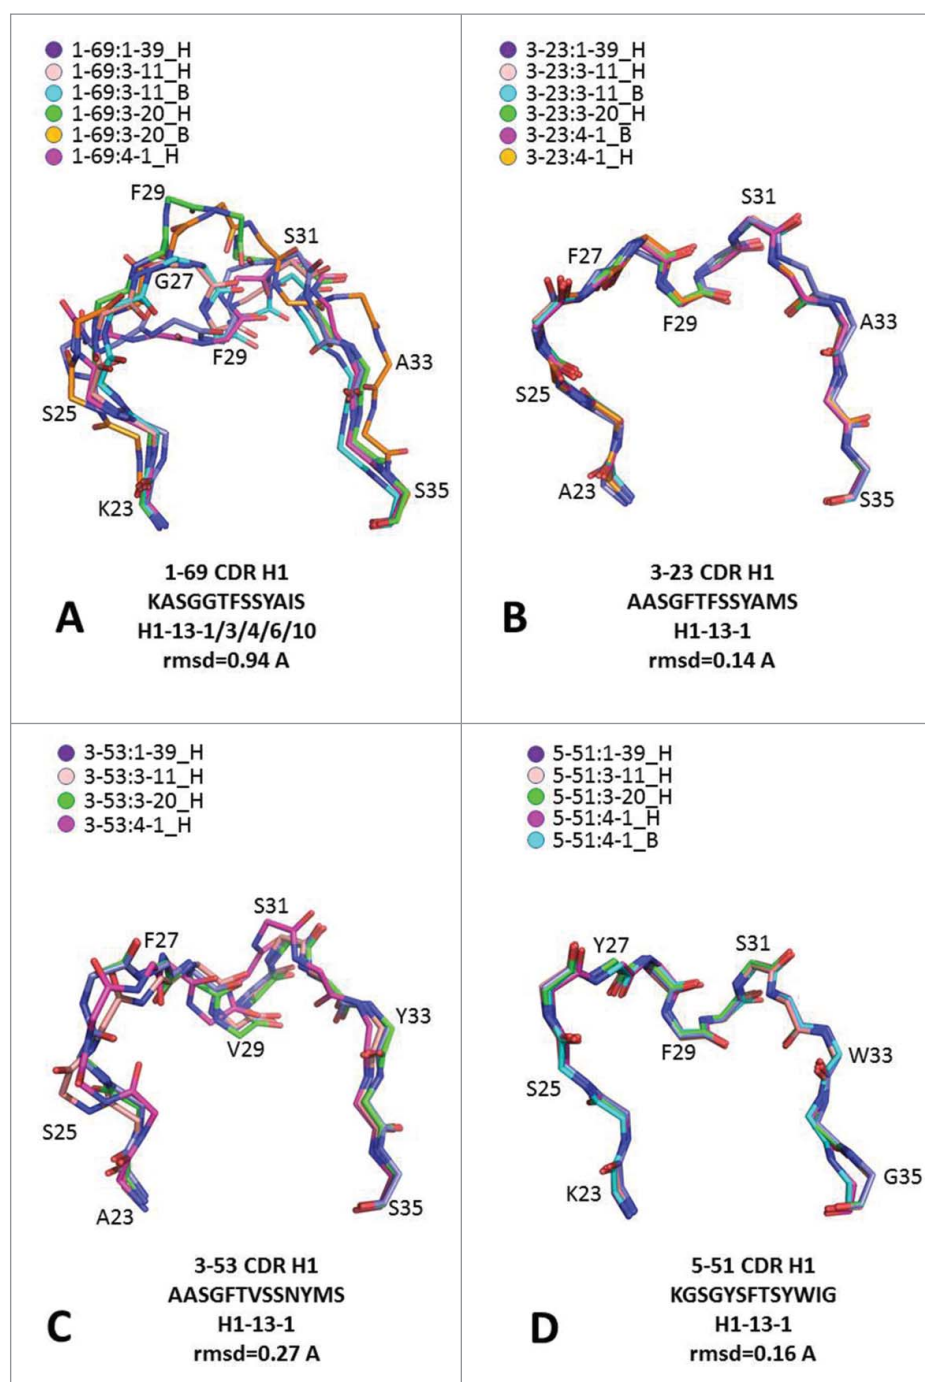 1-69:1-39_H
1-69:3-11_H
1-69:3-11_B
1-69:3-20_H
1-69:3-20_B
1-69:4-1_H
F29
S31
G27
F29
A33
S25
K23
S35
1-69 CDR H1
KASGGTFSSYAIS
H1-13-1/3/4/6/10
rmsd=0.94 A
A
3-23:1-39_H
3-23:3-11_H
3-23:3-11_B
3-23:3-20_H
3-23:4-1_B
3-23:4-1_H
S31
F27
F29
A33
S25
A23
S35
3-23 CDR H1
AASGFTFSSYAMS
H1-13-1
rmsd=0.14 A
B
3-53:1-39_H
3-53:3-11_H
3-53:3-20_H
3-53:4-1_H
S31
F27
Y33
V29
S25
A23
S35
3-53 CDR H1
AASGFTVSSNYMS
H1-13-1
rmsd=0.27 A
C
5-51:1-39_H
5-51:3-11_H
5-51:3-20_H
5-51:4-1_H
5-51:4-1_B
Y27
S31
F29
W33
S25
K23
G35
5-51 CDR H1
KGSGYSFTSYWIG
H1-13-1
rmsd=0.16 A
D